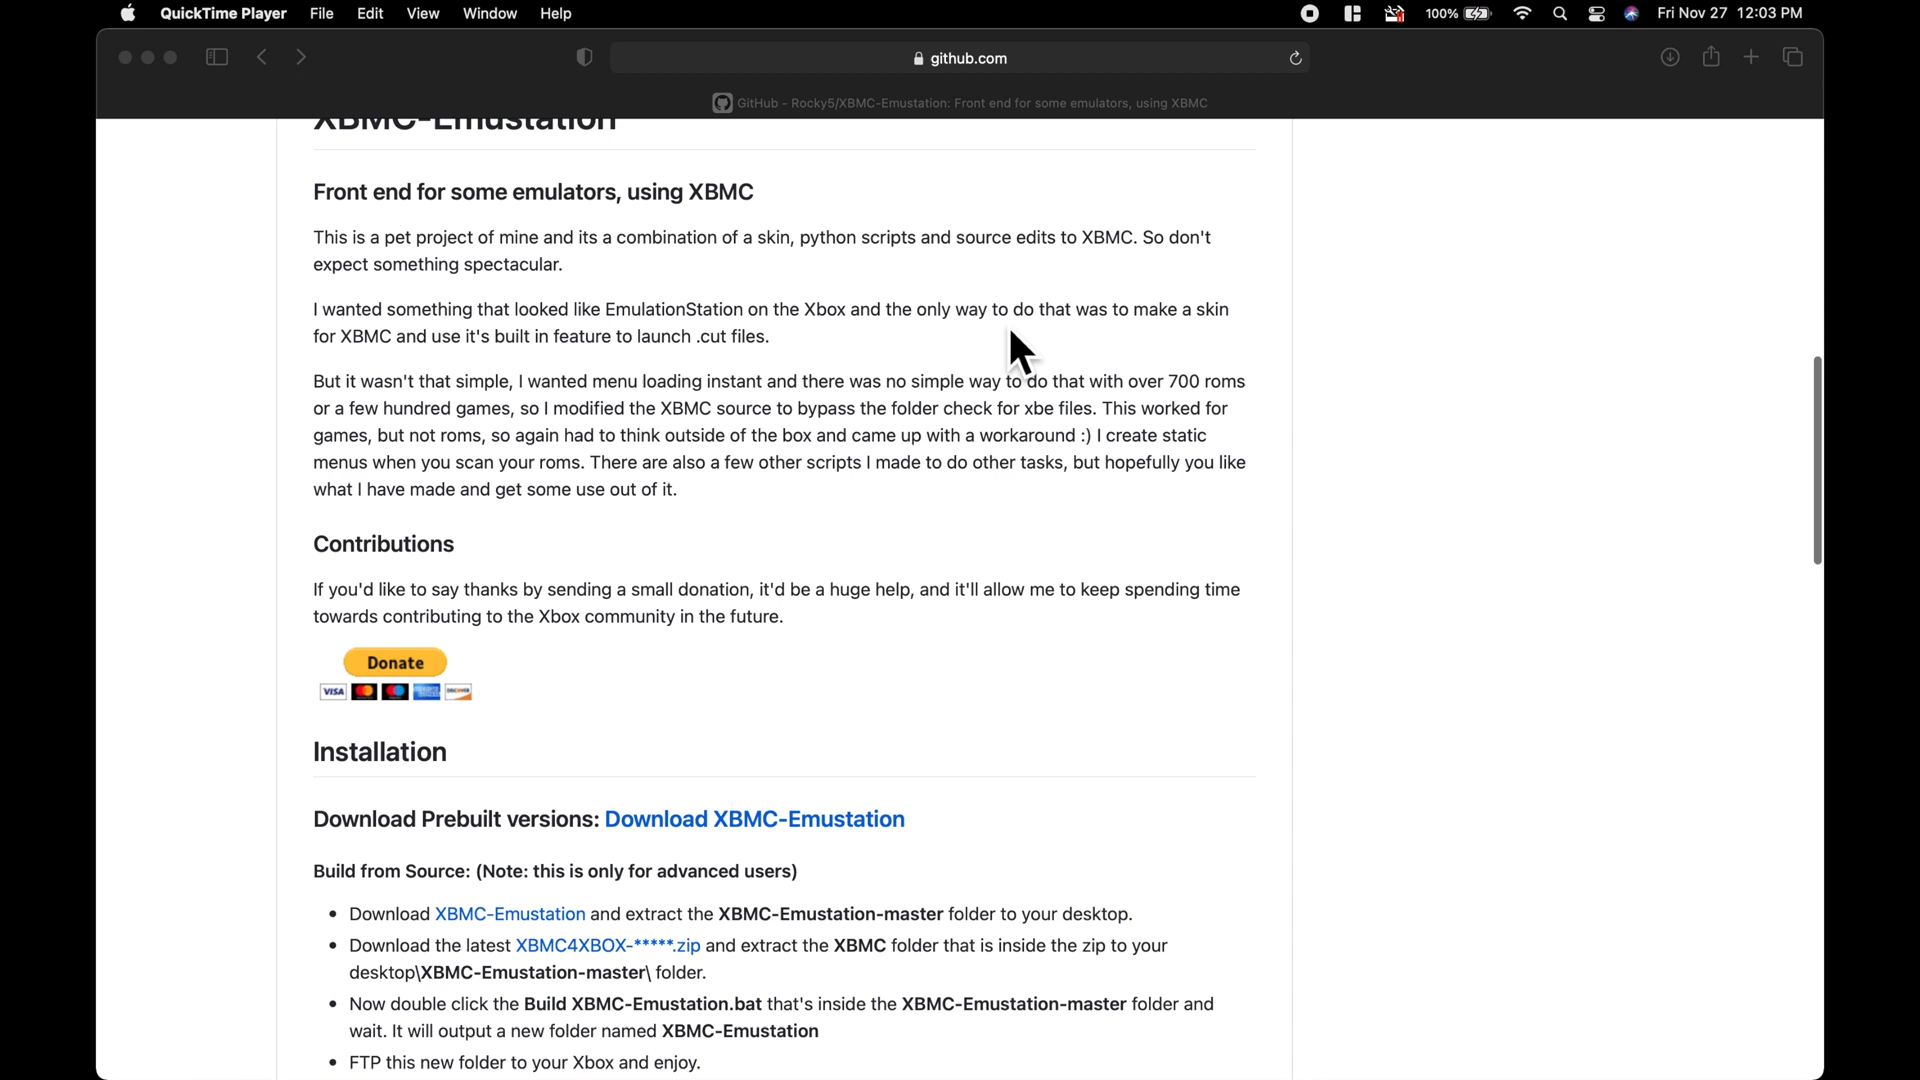 QuickTime Player File Edit View Window Help 100% Fri Nov 27 12:03 PM
github.com
GitHub - Rocky5/XBMC-Emustation: Front end for some emulators, using XBMC
XBMC-Emustation
Front end for some emulators, using XBMC
This is a pet project of mine and its a combination of a skin, python scripts and source edits to XBMC. So don't
expect something spectacular.
I wanted something that looked like EmulationStation on the Xbox and the only way to do that was to make a skin
for XBMC and use it's built in feature to launch .cut files.
But it wasn't that simple, I wanted menu loading instant and there was no simple way to do that with over 700 roms
or a few hundred games, so I modified the XBMC source to bypass the folder check for xbe files. This worked for
games, but not roms, so again had to think outside of the box and came up with a workaround :) I create static
menus when you scan your roms. There are also a few other scripts I made to do other tasks, but hopefully you like
what I have made and get some use out of it.
Contributions
If you'd like to say thanks by sending a small donation, it'd be a huge help, and it'll allow me to keep spending time
towards contributing to the Xbox community in the future.
Donate
VISA DISCOVER
Installation
Download Prebuilt versions: Download XBMC-Emustation
Build from Source: (Note: this is only for advanced users)
• Download XBMC-Emustation and extract the XBMC-Emustation-master folder to your desktop.
• Download the latest XBMC4XBOX-*****.zip and extract the XBMC folder that is inside the zip to your
desktop\XBMC-Emustation-master\ folder.
• Now double click the Build XBMC-Emustation.bat that's inside the XBMC-Emustation-master folder and
wait. It will output a new folder named XBMC-Emustation
• FTP this new folder to your Xbox and enjoy.